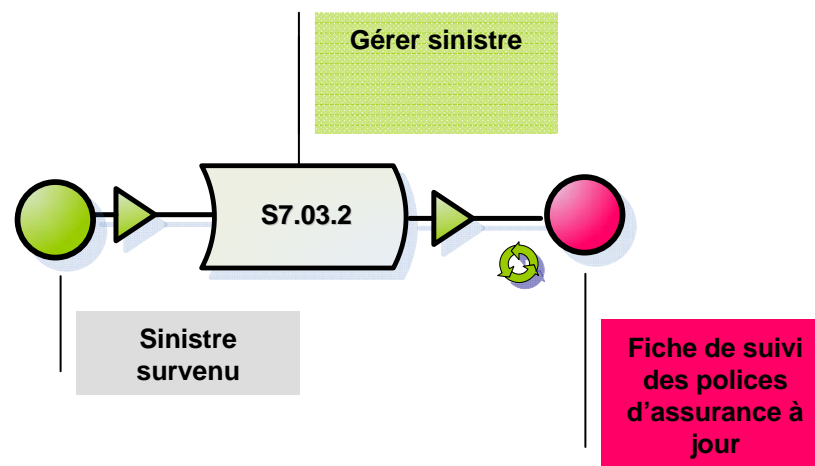 Gérer sinistre
S7.03.2
Sinistre
survenu
Fiche de suivi
des polices
d’assurance à
jour